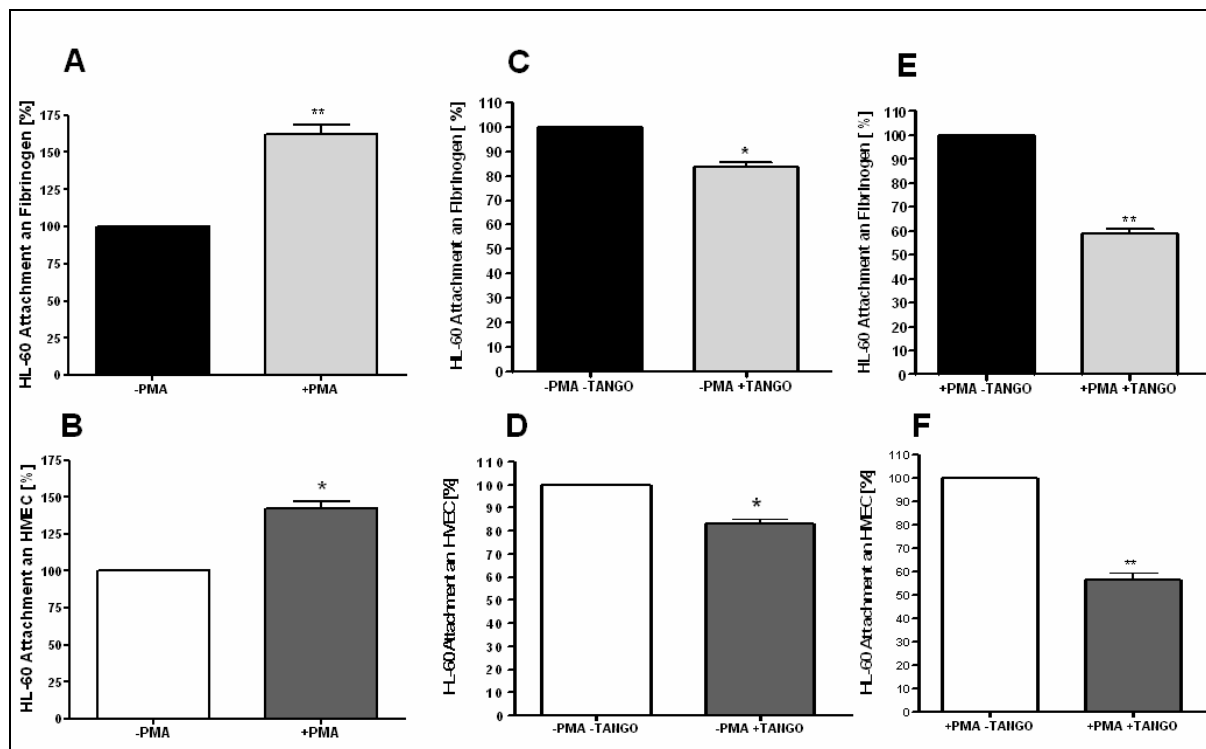 A
HL-60 Attachment an Fibrinogen [%]
175
150
125
100
75
50
25
0
**
-PMA
+PMA
C
HL-60 Attachment an Fibrinogen [ %]
110
100
90
80
70
60
50
40
30
20
10
0
*
-PMA -TANGO
-PMA +TANGO
E
HL-60 Attachment an Fibrinogen [ %]
110
100
90
80
70
60
50
40
30
20
10
0
**
+PMA -TANGO
+PMA +TANGO
B
HL-60 Attachment an HMEC [%]
175
150
125
100
75
50
25
0
*
-PMA
+PMA
D
HL-60 Attachment an HMEC [%]
110
100
90
80
70
60
50
40
30
20
10
0
*
-PMA -TANGO
-PMA +TANGO
F
HL-60 Attachment an HMEC [%]
110
100
90
80
70
60
50
40
30
20
10
0
**
+PMA -TANGO
+PMA +TANGO